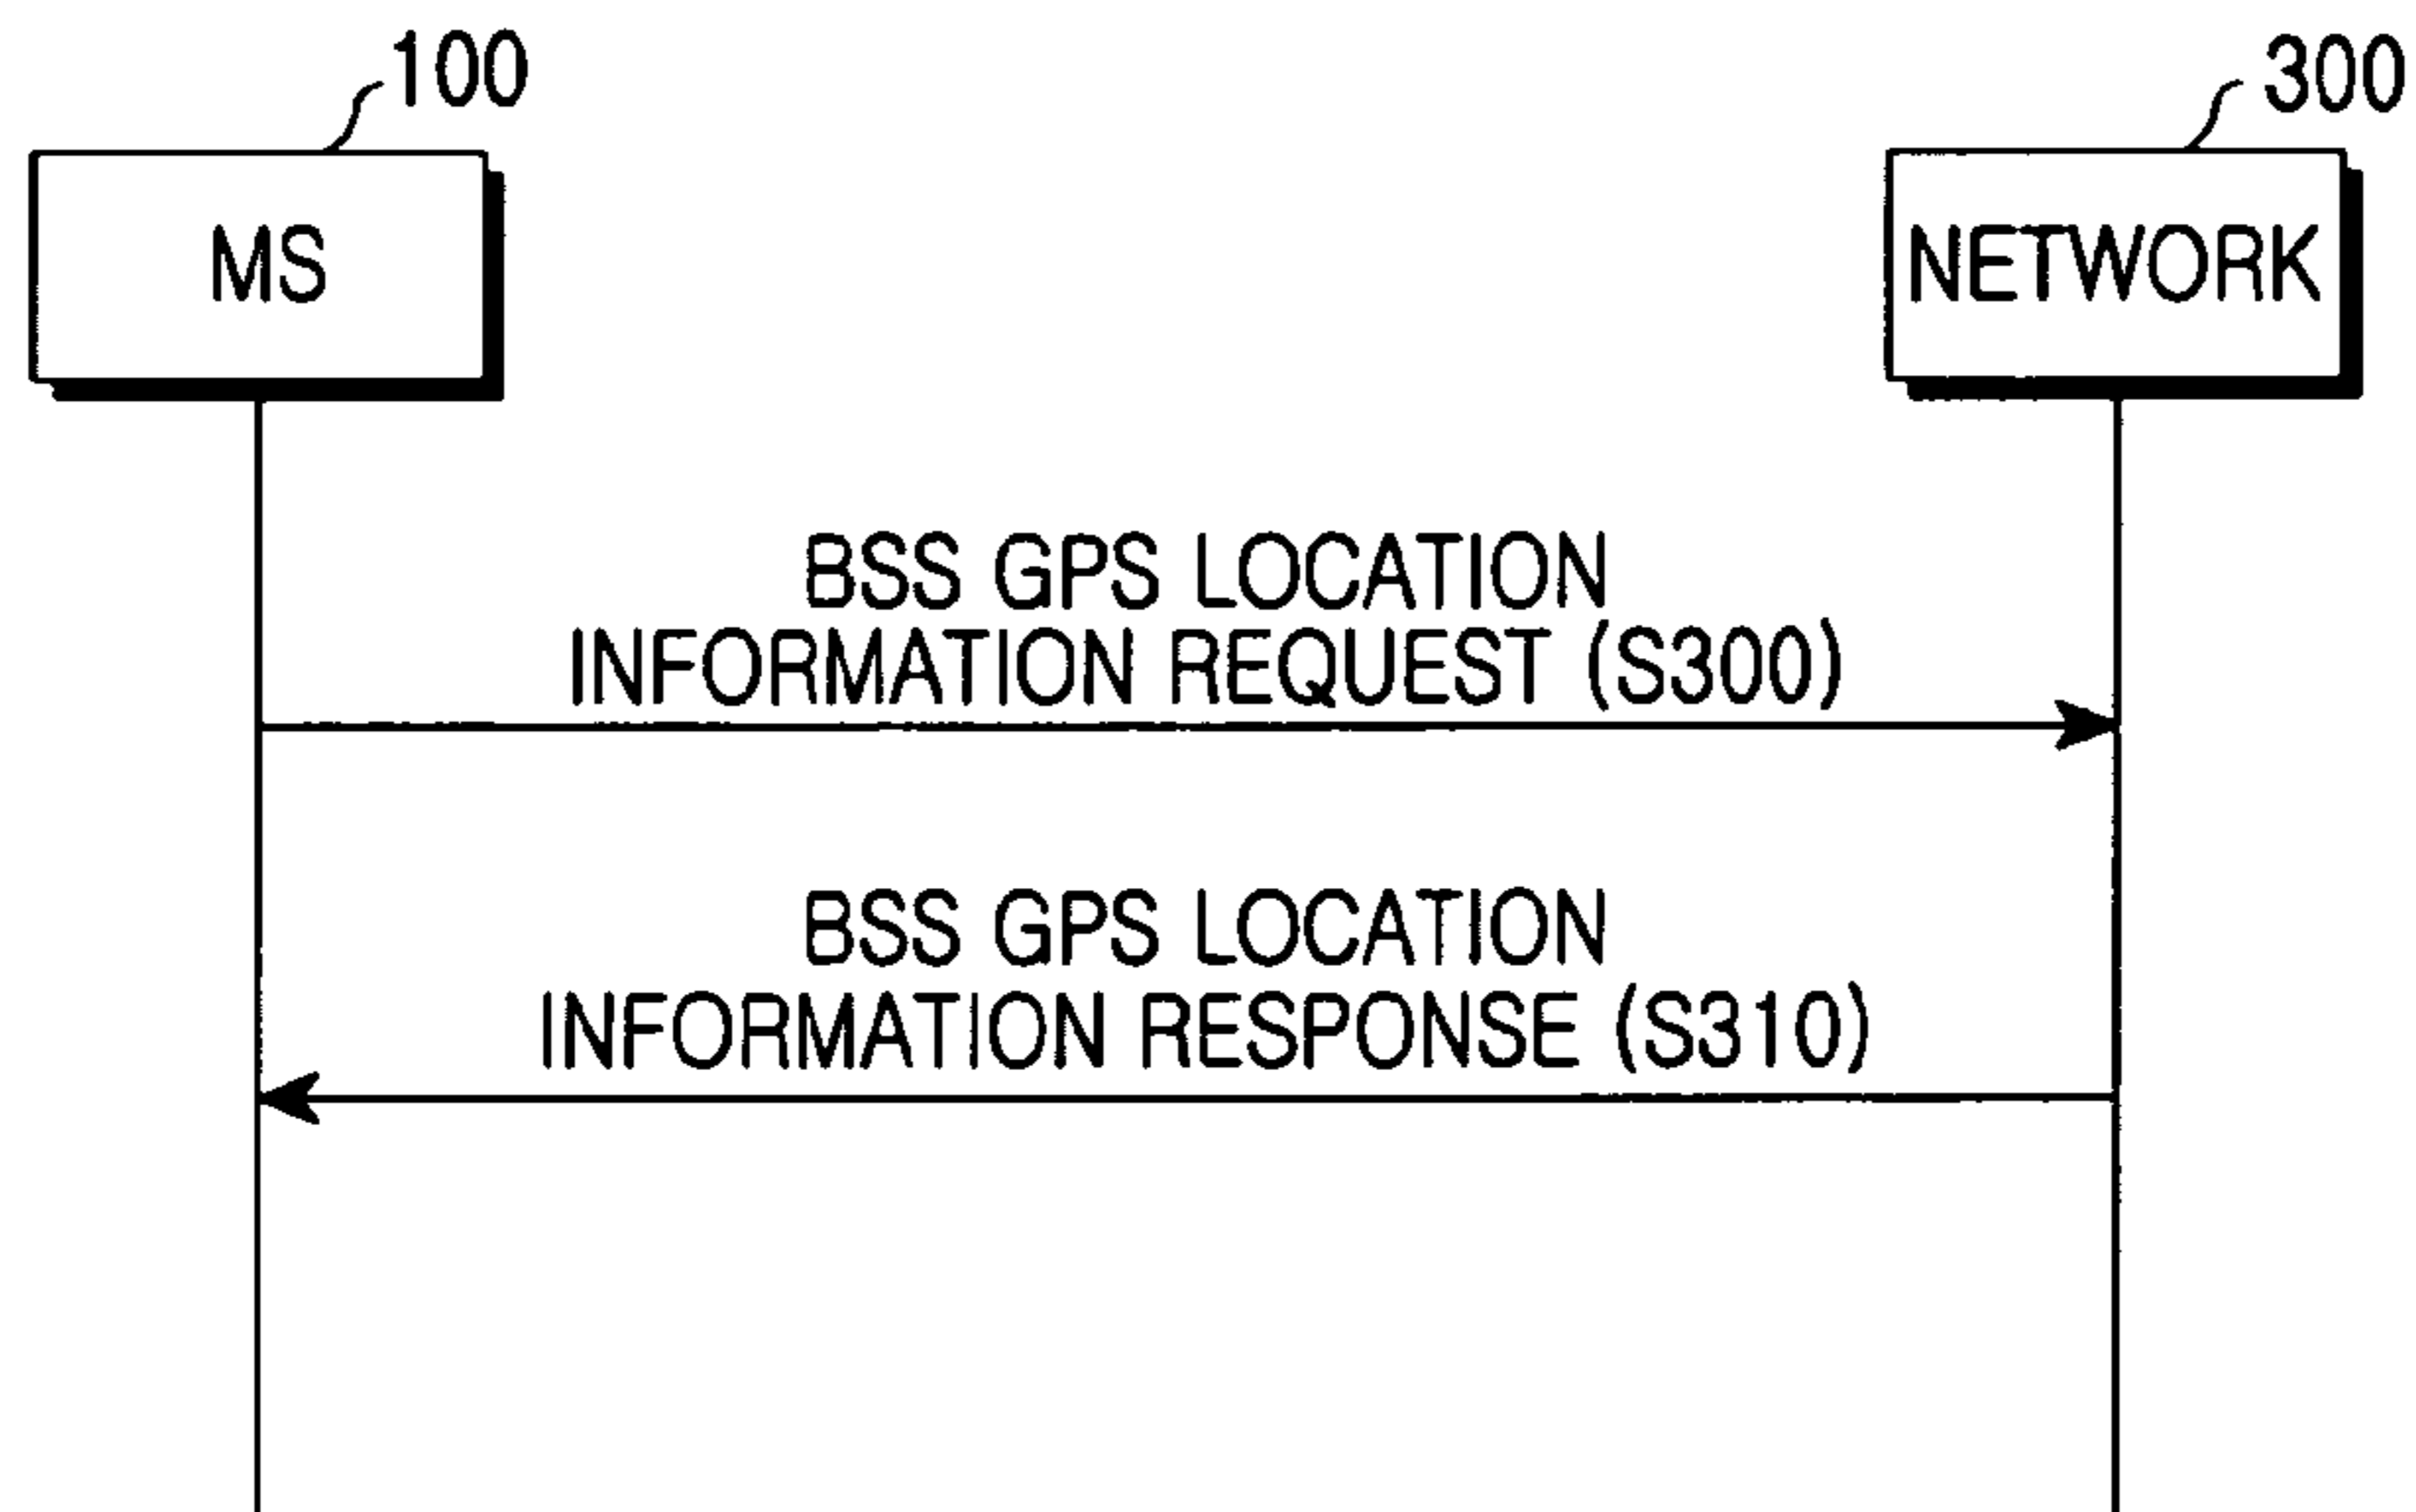 100
300
MS
NETWORK
BSS GPS LOCATION
INFORMATION REQUEST (S300)
BSS GPS LOCATION
INFORMATION RESPONSE (S310)